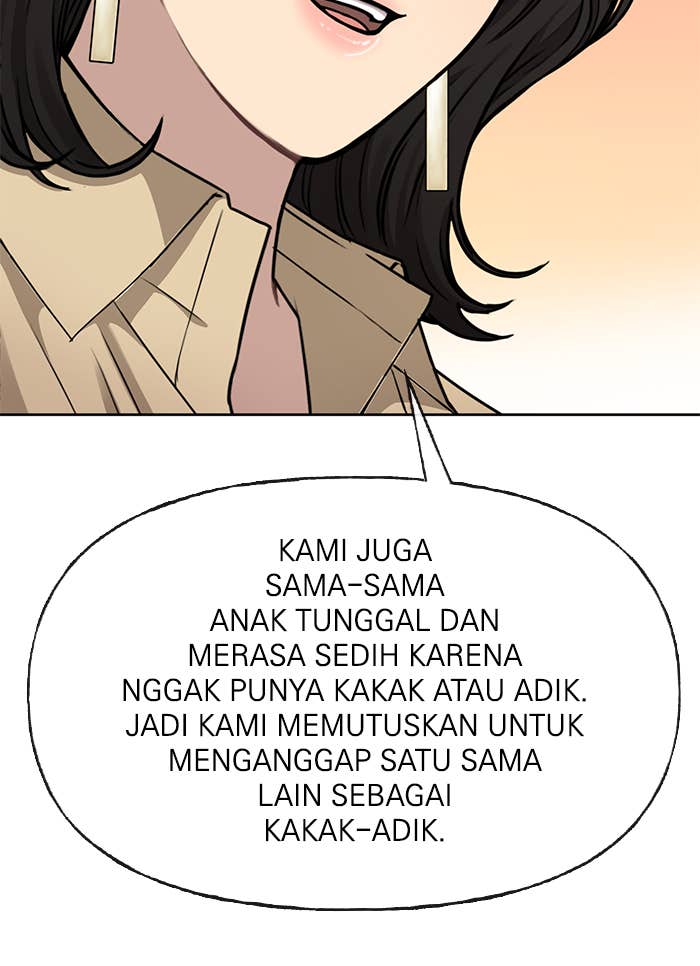 KAMI JUGA
SAMA-SAMA
ANAK TUNGGAL DAN
MERASA SEDIH KARENA
NGGAK PUNYA KAKAK ATAU ADIK.
JADI KAMI MEMUTUSKAN UNTUK
MENGANGGAP SATU SAMA
LAIN SEBAGAI
KAKAK-ADIK.